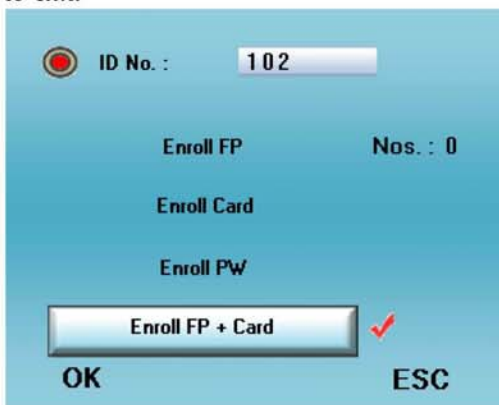 ID No. : 102
Enroll FP Nos. : 0
Enroll Card
Enroll PW
Enroll FP + Card
OK ESC